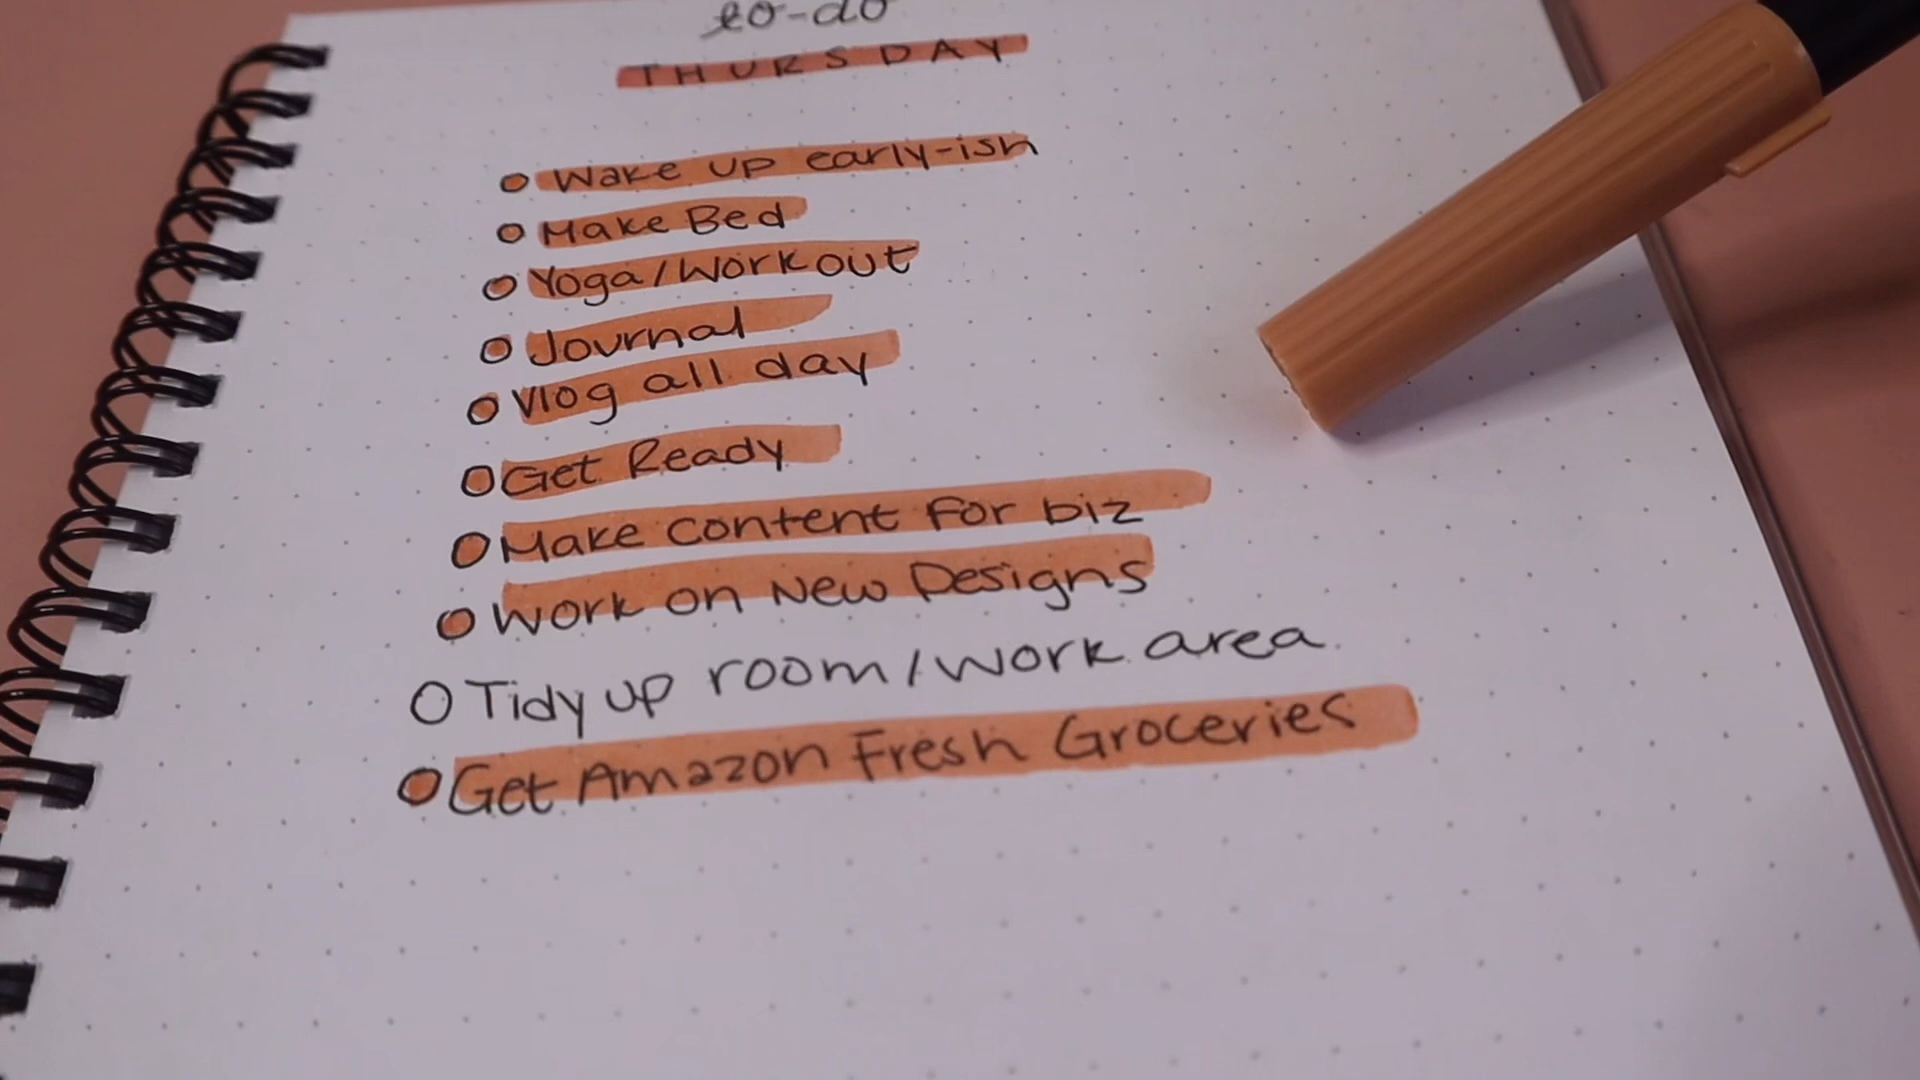 to-do
THURSDAY
Wake up early-ish
Make Bed
Yoga/Workout
Journal
Vlog all day
Get Ready
Make content for biz
Work on New Designs
Tidy up room/work area
Get Amazon Fresh Groceries